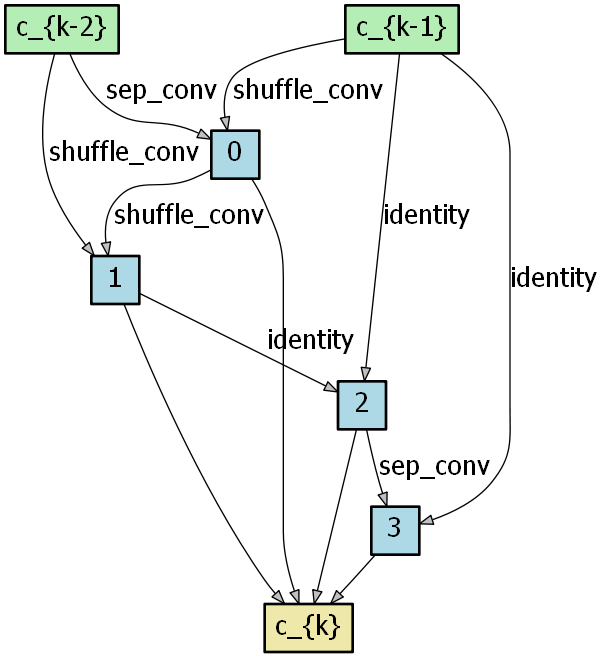 c_{k-2}
c_{k-1}
sep_conv
shuffle_conv
shuffle_conv
0
shuffle_conv
identity
1
identity
identity
2
sep_conv
3
c_{k}